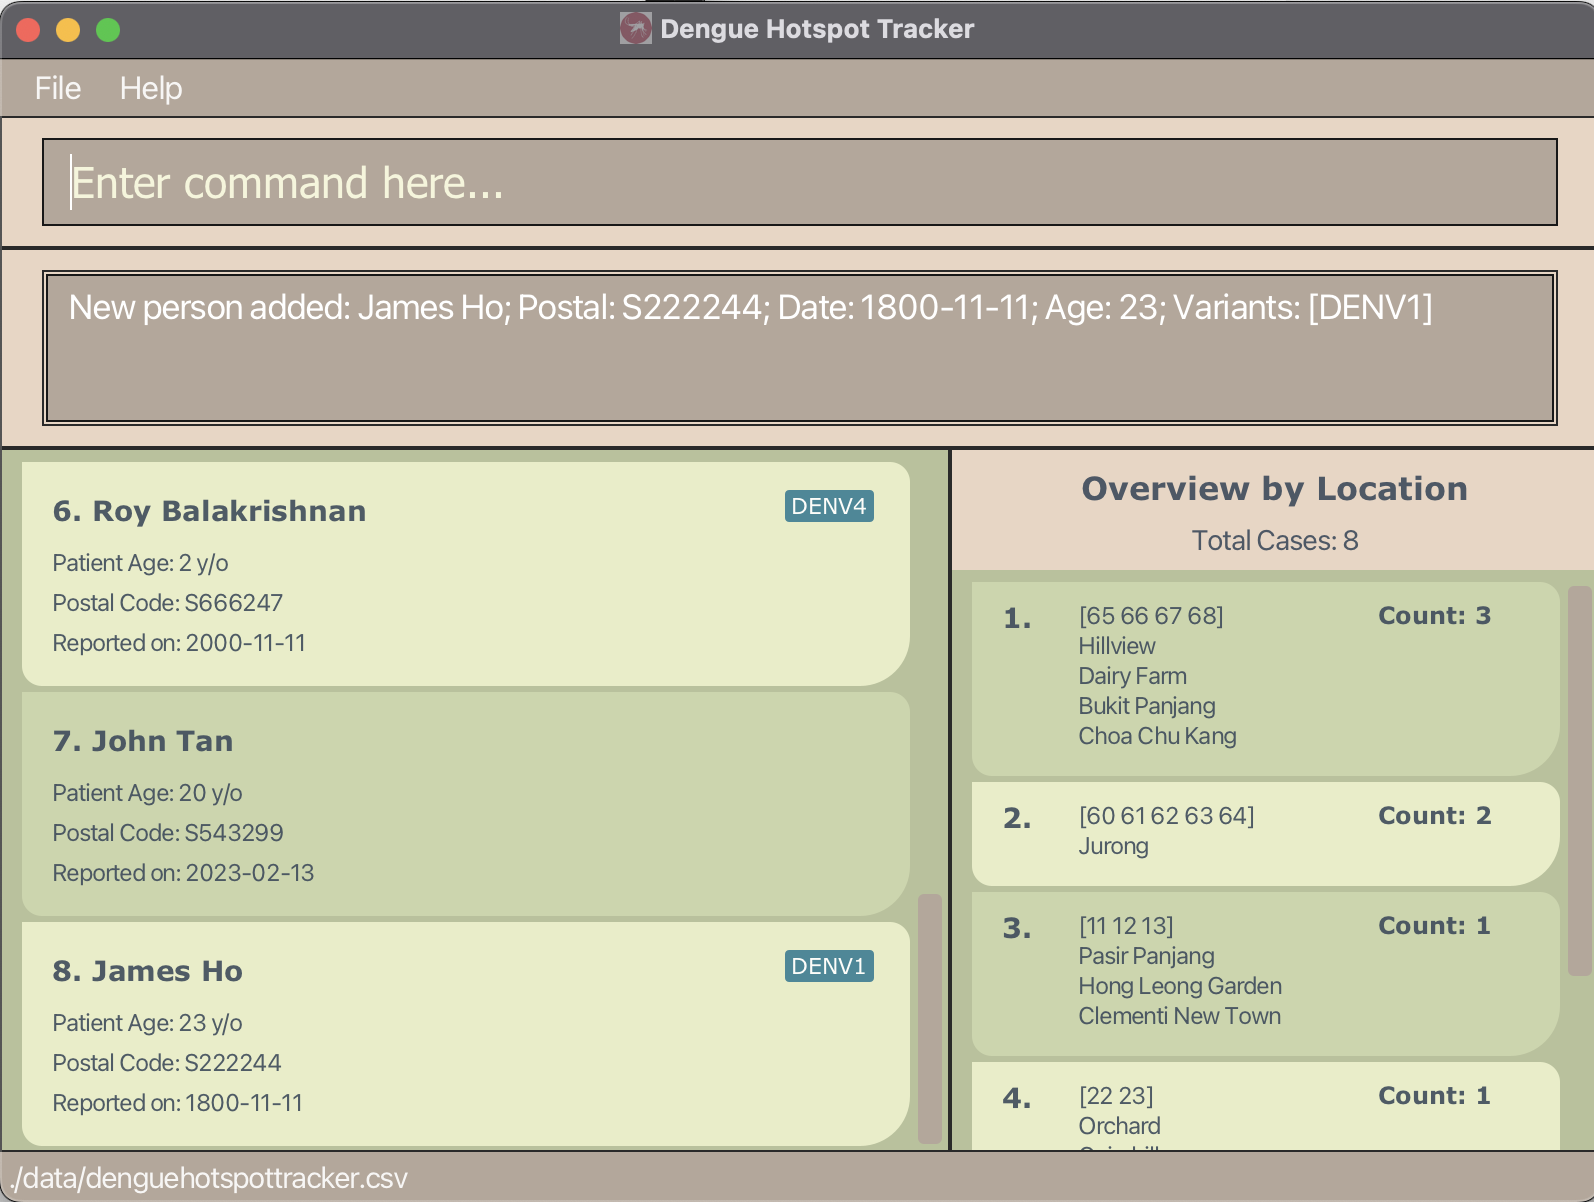 Dengue Hotspot Tracker
File Help
Enter command here...
New person added: James Ho; Postal: S222244; Date: 1800-11-11; Age: 23; Variants: [DENV1]
6. Roy Balakrishnan
DENV4
Patient Age: 2 y/o
Postal Code: S666247
Reported on: 2000-11-11
7. John Tan
Patient Age: 20 y/o
Postal Code: S543299
Reported on: 2023-02-13
8. James Ho
DENV1
Patient Age: 23 y/o
Postal Code: S222244
Reported on: 1800-11-11
Overview by Location
Total Cases: 8
1. [65 66 67 68] Count: 3
Hillview
Dairy Farm
Bukit Panjang
Choa Chu Kang
2. [60 61 62 63 64] Count: 2
Jurong
3. [11 12 13] Count: 1
Pasir Panjang
Hong Leong Garden
Clementi New Town
4. [22 23] Count: 1
Orchard
./data/denguehotspottracker.csv